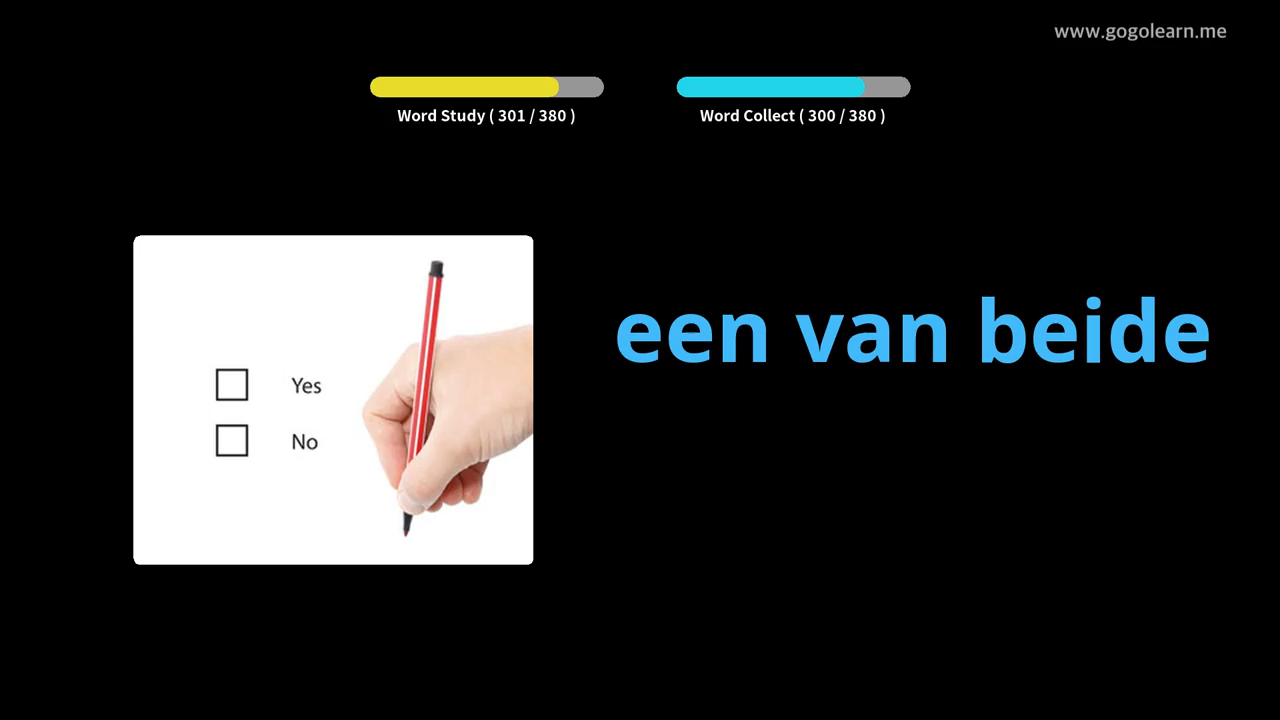 www.gogolearn.me
Word Study ( 301 / 380 )
Word Collect ( 300 / 380 )
een van beide
Yes
No